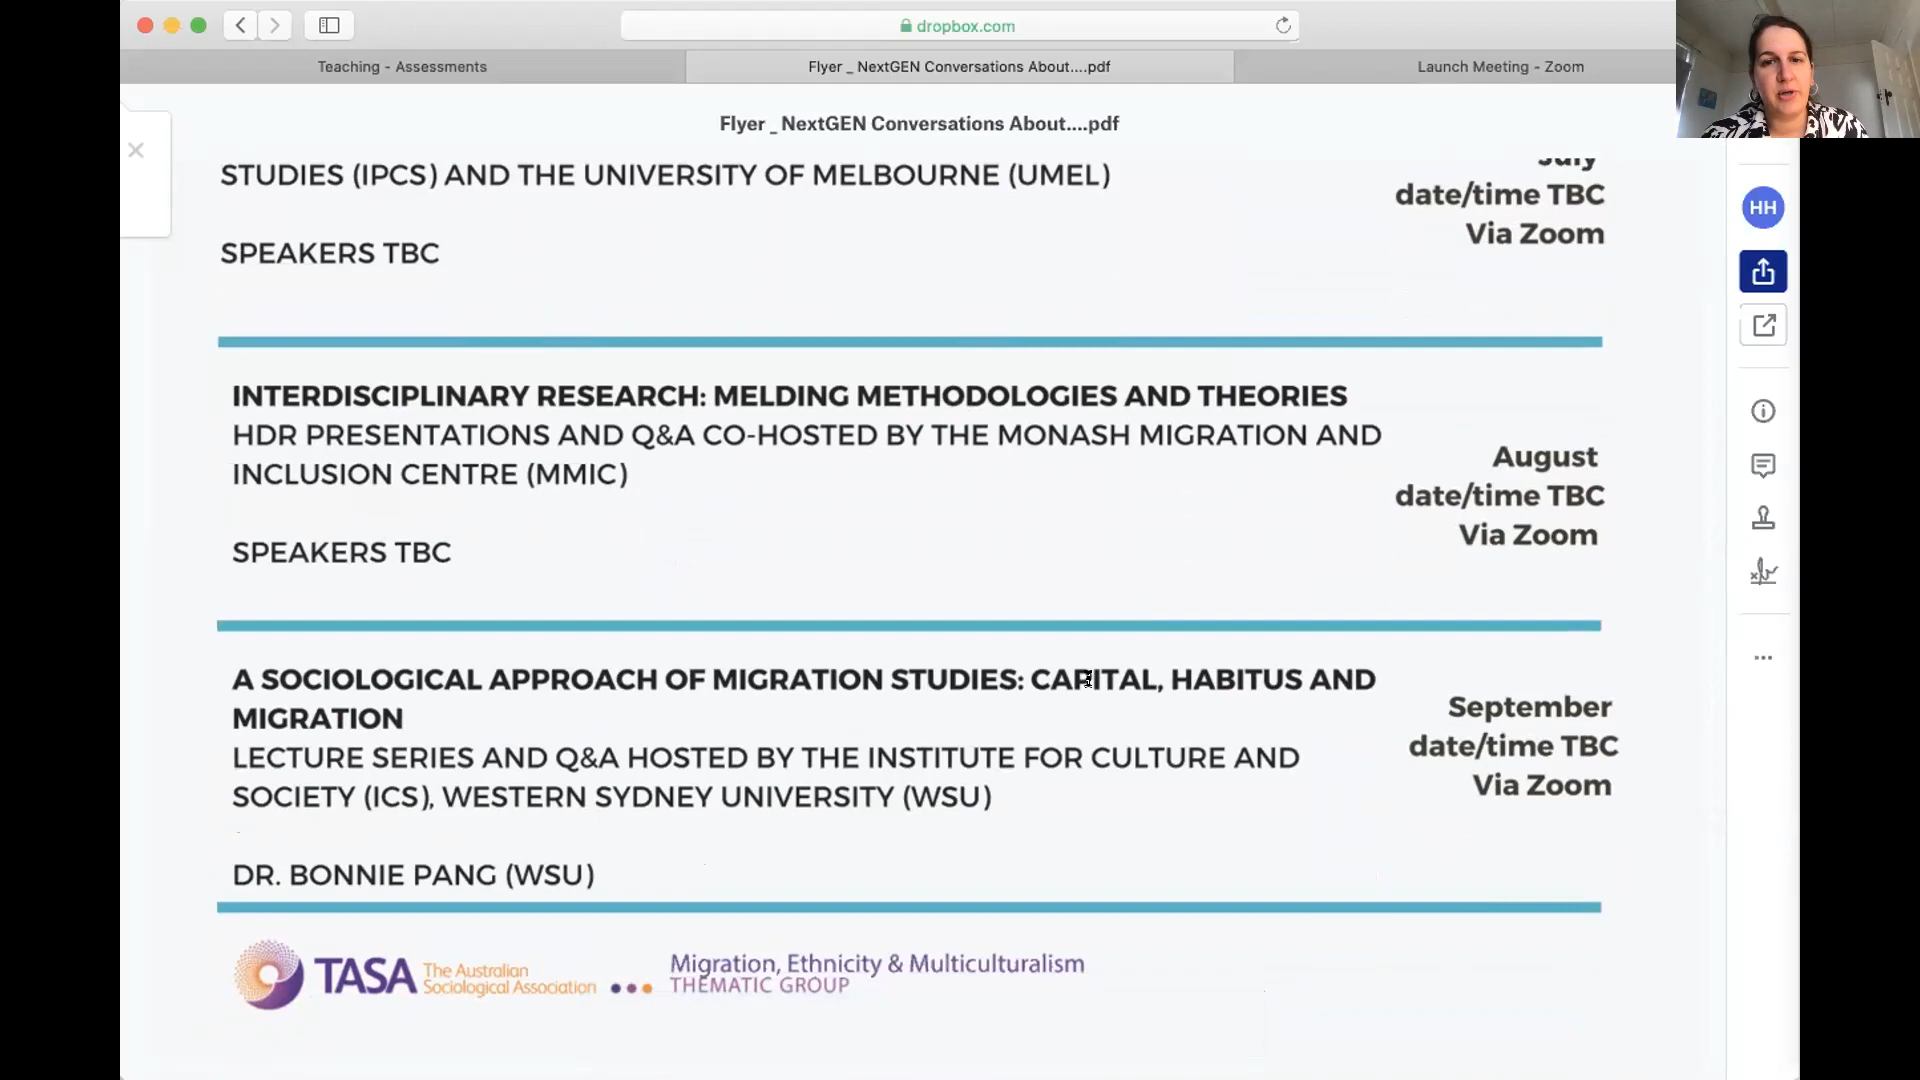 dropbox.com
Teaching - Assessments
Flyer _ NextGEN Conversations About....pdf
Launch Meeting - Zoom
Flyer _ NextGEN Conversations About....pdf
STUDIES (IPCS) AND THE UNIVERSITY OF MELBOURNE (UMEL)
SPEAKERS TBC
July
date/time TBC
Via Zoom
HH
INTERDISCIPLINARY RESEARCH: MELDING METHODOLOGIES AND THEORIES
HDR PRESENTATIONS AND Q&A CO-HOSTED BY THE MONASH MIGRATION AND
INCLUSION CENTRE (MMIC)
SPEAKERS TBC
August
date/time TBC
Via Zoom
A SOCIOLOGICAL APPROACH OF MIGRATION STUDIES: CAPITAL, HABITUS AND
MIGRATION
LECTURE SERIES AND Q&A HOSTED BY THE INSTITUTE FOR CULTURE AND
SOCIETY (ICS), WESTERN SYDNEY UNIVERSITY (WSU)
DR. BONNIE PANG (WSU)
September
date/time TBC
Via Zoom
TASA The Australian
Sociological Association
Migration, Ethnicity & Multiculturalism
THEMATIC GROUP